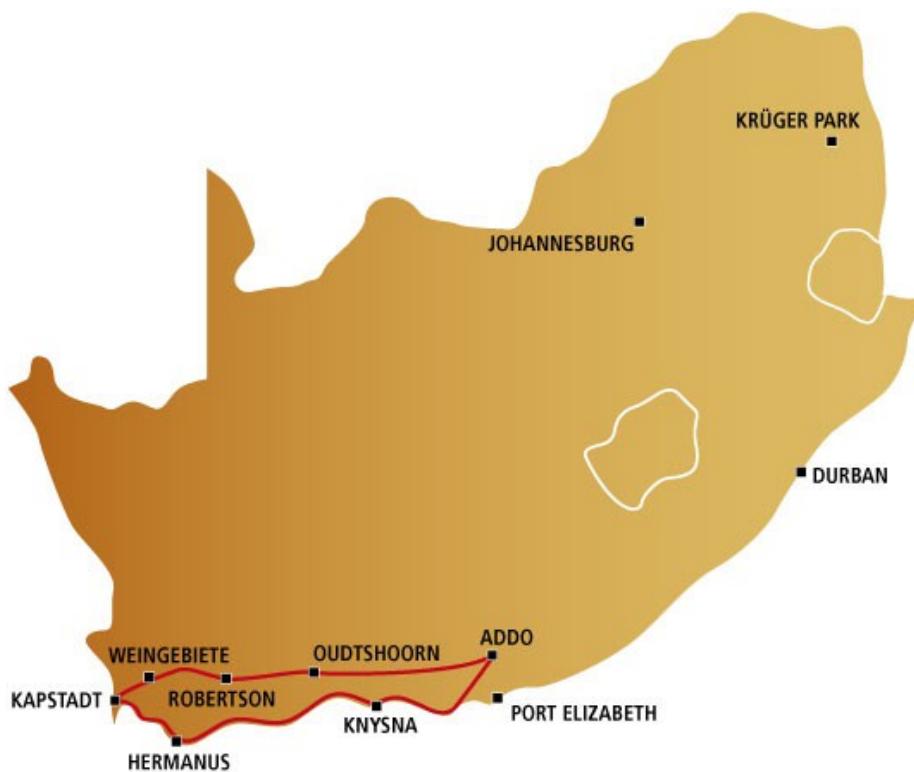 KRÜGER PARK
JOHANNESBURG
DURBAN
ADDO
OUDTSHOORN
WEINGEBIETE
KAPSTADT
ROBERTSON
KNYSNA
PORT ELIZABETH
HERMANUS